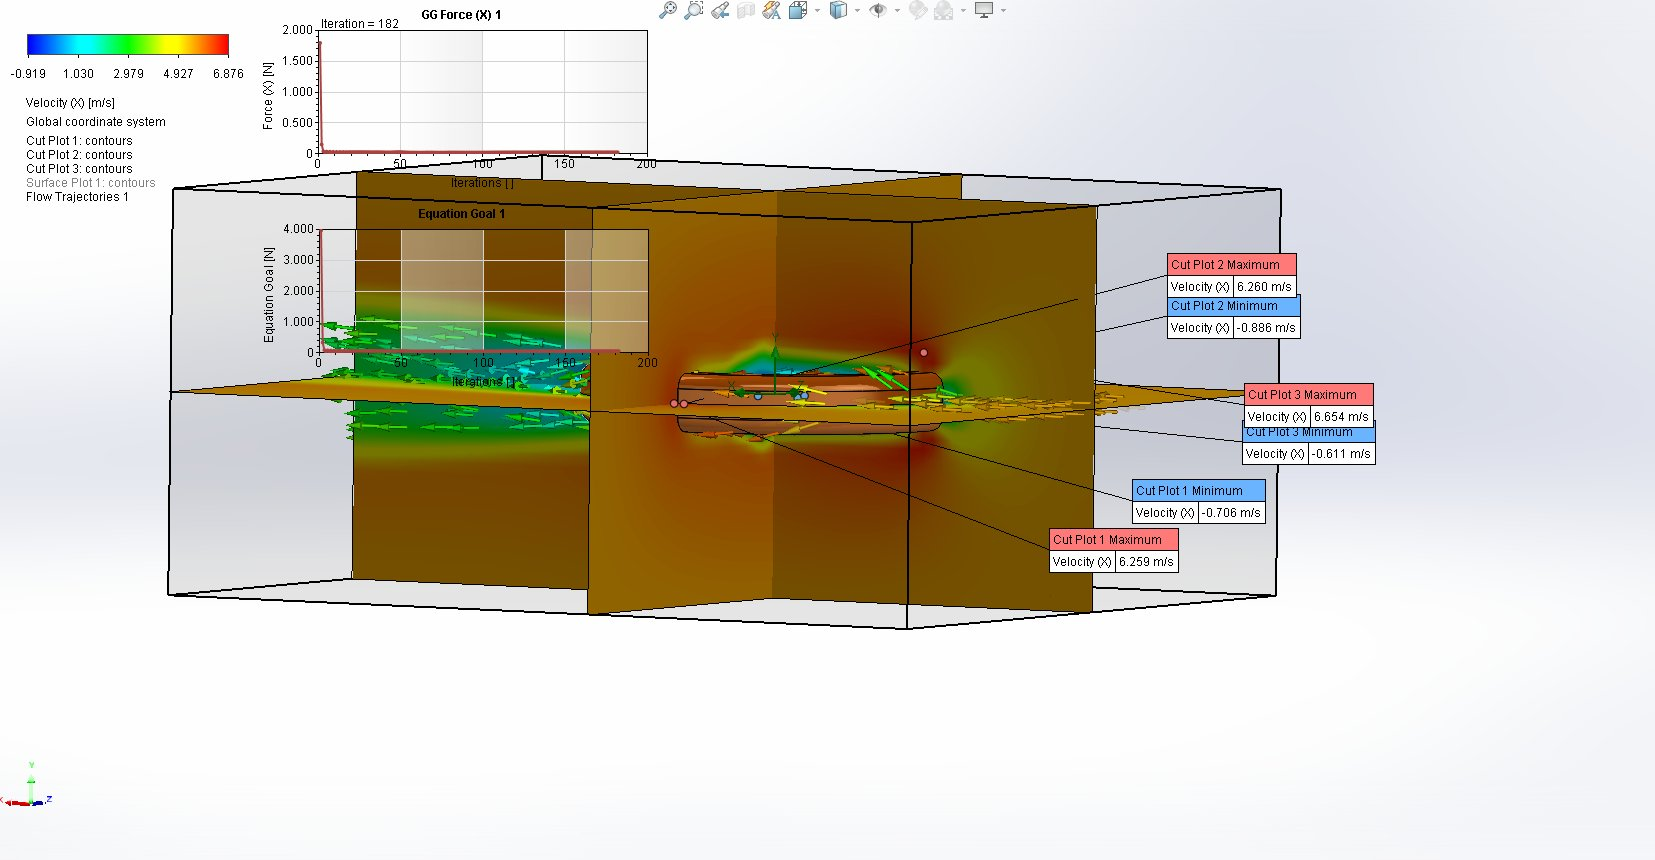 GG Force (X) 1
Iteration = 182
2.000
1.500
1.000
0.500
0
Force (X) [N]
0 50 100 150 200
Iterations [ ]
-0.919 1.030 2.979 4.927 6.876
Velocity (X) [m/s]
Global coordinate system
Cut Plot 1: contours
Cut Plot 2: contours
Cut Plot 3: contours
Surface Plot 1: contours
Flow Trajectories 1
Equation Goal 1
4.000
3.000
2.000
1.000
0
Equation Goal [N]
0 50 100 150 200
Iterations [ ]
Cut Plot 2 Maximum
Velocity (X) 6.260 m/s
Cut Plot 2 Minimum
Velocity (X) -0.886 m/s
Cut Plot 3 Maximum
Velocity (X) 6.654 m/s
Cut Plot 3 Minimum
Velocity (X) -0.611 m/s
Cut Plot 1 Minimum
Velocity (X) -0.706 m/s
Cut Plot 1 Maximum
Velocity (X) 6.259 m/s
Y
X
Z
Y
X
Z